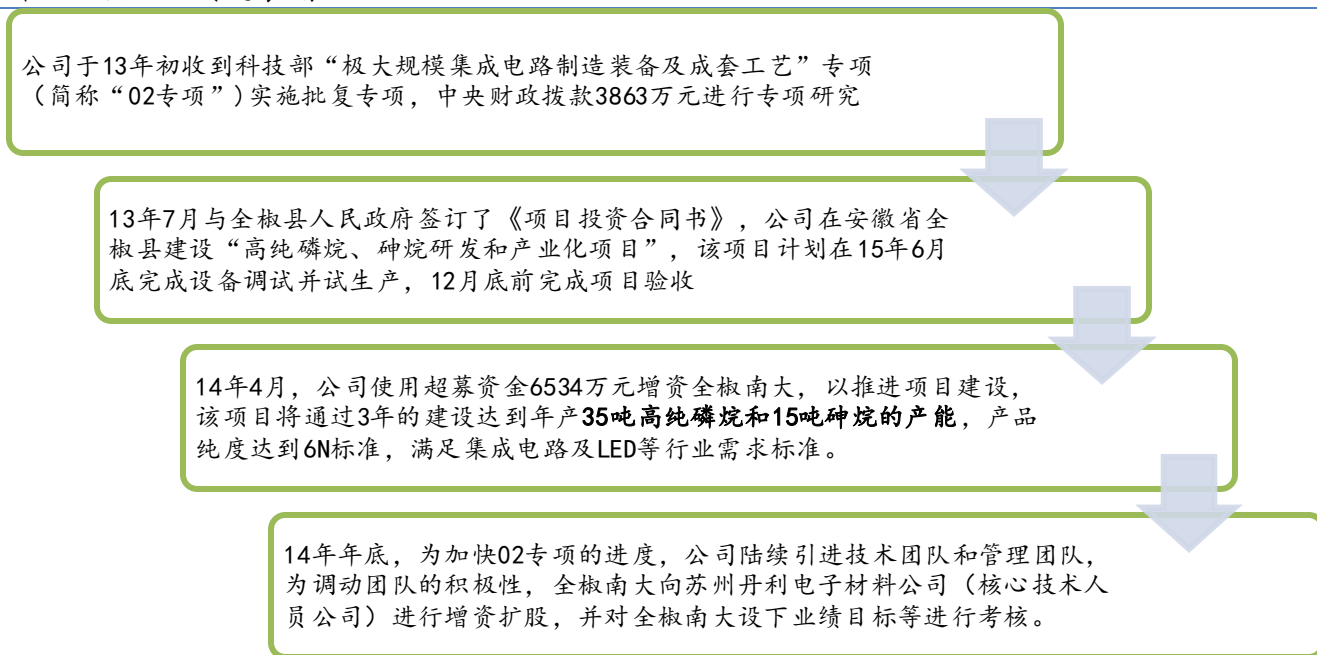 公司于13年初收到科技部“极大规模集成电路制造装备及成套工艺”专项
（简称“02专项”)实施批复专项，中央财政拨款3863万元进行专项研究
13年7月与全椒县人民政府签订了《项目投资合同书》，公司在安徽省全
椒县建设“高纯磷烷、砷烷研发和产业化项目”，该项目计划在15年6月
底完成设备调试并试生产，12月底前完成项目验收
14年4月，公司使用超募资金6534万元增资全椒南大，以推进项目建设，
该项目将通过3年的建设达到年产35吨高纯磷烷和15吨砷烷的产能，产品
纯度达到6N标准，满足集成电路及LED等行业需求标准。
14年年底，为加快02专项的进度，公司陆续引进技术团队和管理团队，
为调动团队的积极性，全椒南大向苏州丹利电子材料公司（核心技术人
员公司）进行增资扩股，并对全椒南大设下业绩目标等进行考核。